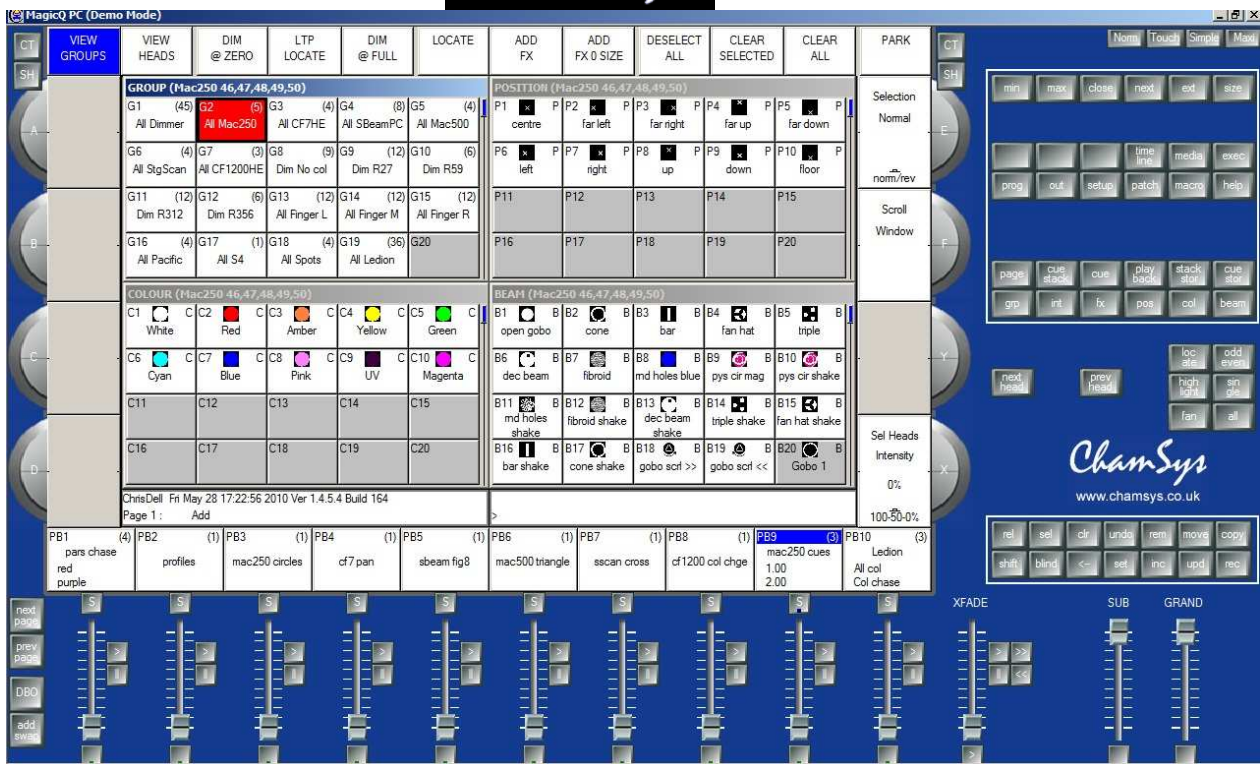 MagicQ PC (Demo Mode)
Norm Touch Simple Maxi
CT
SH
VIEW GROUPS
VIEW HEADS
DIM @ ZERO
LTP LOCATE
DIM @ FULL
LOCATE
ADD FX
ADD FX 0 SIZE
DESELECT ALL
CLEAR SELECTED
CLEAR ALL
PARK
CT
SH
GROUP (Mac250 46,47,48,49,50)
G1 (45) G2 (5) G3 (4) G4 (8) G5 (4)
All Dimmer All Mac250 All CF7HE All SBeamPC All Mac500
G6 (4) G7 (3) G8 (9) G9 (12) G10 (6)
All StgScan All CF1200HE Dim No col Dim R27 Dim R59
G11 (12) G12 (6) G13 (12) G14 (12) G15 (12)
Dim R312 Dim R356 All Finger L All Finger M All Finger R
G16 (4) G17 (1) G18 (4) G19 (36) G20
All Pacific All S4 All Spots All Ledion
POSITION (Mac250 46,47,48,49,50)
P1 P P2 P P3 P P4 P P5 P
centre far left far right far up far down
P6 P P7 P P8 P P9 P P10 P
left right up down floor
P11 P12 P13 P14 P15
P16 P17 P18 P19 P20
COLOUR (Mac250 46,47,48,49,50)
C1 C C2 C C3 C C4 C C5 C
White Red Amber Yellow Green
C6 C C7 C C8 C C9 C C10 C
Cyan Blue Pink UV Magenta
C11 C12 C13 C14 C15
C16 C17 C18 C19 C20
BEAM (Mac250 46,47,48,49,50)
B1 B B2 B B3 B B4 B B5 B
open gobo cone bar fan hat triple
B6 B B7 B B8 B B9 B B10 B
dec beam fibroid md holes blue pys cir mag pys cir shake
B11 B B12 B B13 B B14 B B15 B
md holes shake fibroid shake dec beam shake triple shake fan hat shake
B16 B B17 B B18 B B19 B B20 B
bar shake cone shake gobo scrl >> gobo scrl << Gobo 1
Selection
Normal
norm/rev
Scroll
Window
Sel Heads
Intensity
0%
100-50-0%
A
B
C
D
E
F
Y
X
ChrisDell Fri May 28 17:22:56 2010 Ver 1.4.5.4 Build 164
Page 1 : Add
>
PB1 (4) PB2 (1) PB3 (1) PB4 (1) PB5 (1) PB6 (1) PB7 (1) PB8 (1) PB9 (3) PB10 (3)
pars chase profiles mac250 circles cf7 pan sbeam fig8 mac500 triangle sscan cross cf1200 col chge mac250 cues Ledion
red 1.00 All col
purple 2.00 Col chase
min max close next ext size
time line media exec
prog out setup patch macro help
page cue stack cue play back stack stor cue stor
grp int fx pos col beam
next head prev head
loc ate odd even
high light sin gle
fan all
ChamSys
www.chamsys.co.uk
rel sel clr undo rem move copy
shift blind <- set inc upd rec
next page
prev page
DBO
add swap
S S S S S S S S S S
XFADE SUB GRAND
> > > > > > > > > > > >>
|| || || || || || || || || || || <<
>